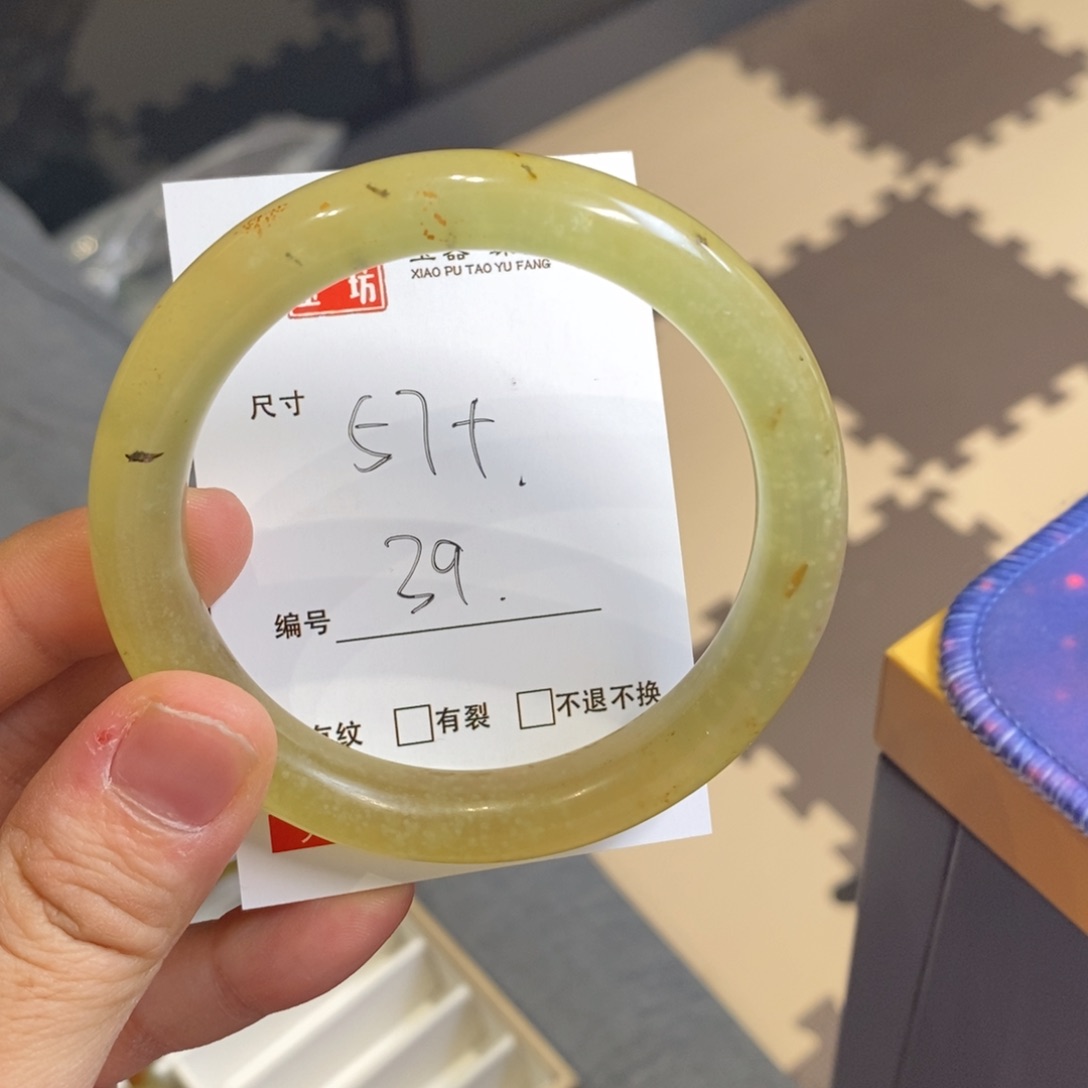 坊
XIAO PU TAO YU FANG
尺寸 57+.
编号 39.
有纹 □有裂 □不退不换